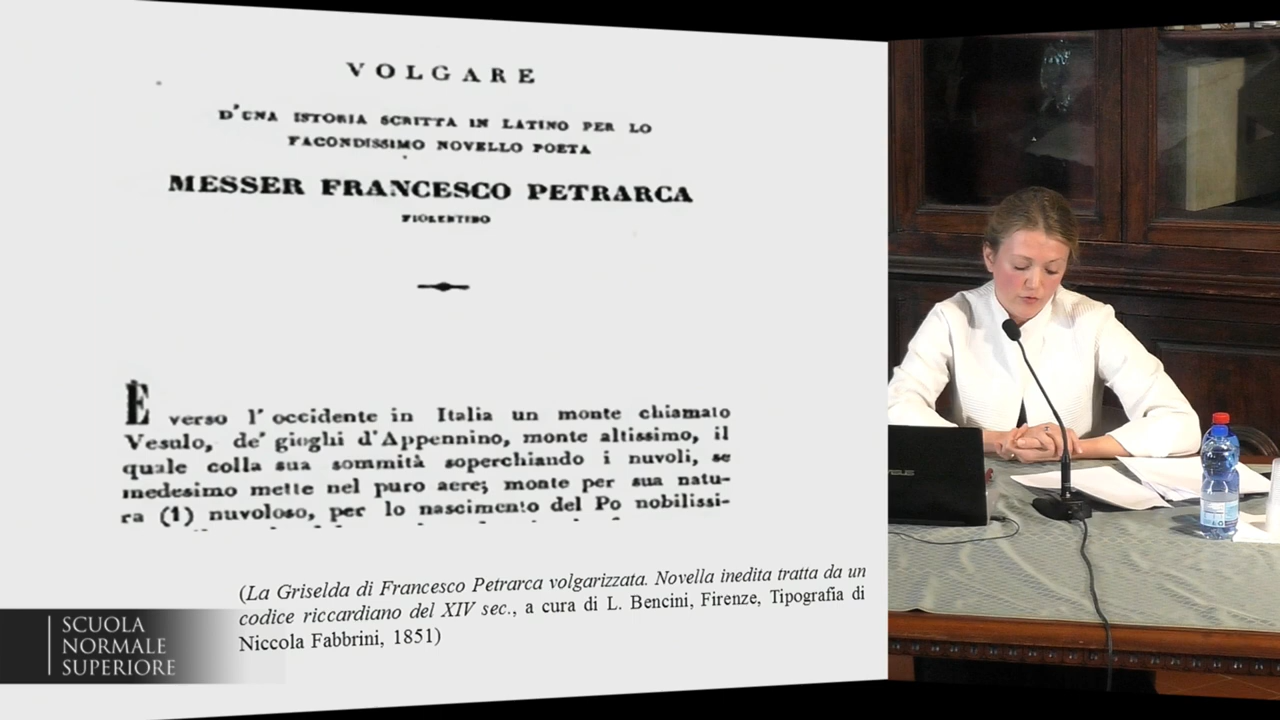 VOLGARE
D'UNA ISTORIA SCRITTA IN LATINO PER LO
FACONDISSIMO NOVELLO POETA
MESSER FRANCESCO PETRARCA
FIORENTINO
È verso l' occidente in Italia un monte chiamato
Vesulo, de' gioghi d'Appennino, monte altissimo, il
quale colla sua sommità soperchiando i nuvoli, se
medesimo mette nel puro aere; monte per sua natu-
ra (1) nuvoloso, per lo nascimento del Po nobilissi-
(La Griselda di Francesco Petrarca volgarizzata. Novella inedita tratta da un
codice riccardiano del XIV sec., a cura di L. Bencini, Firenze, Tipografia di
Niccola Fabbrini, 1851)
SCUOLA
NORMALE
SUPERIORE
ASUS